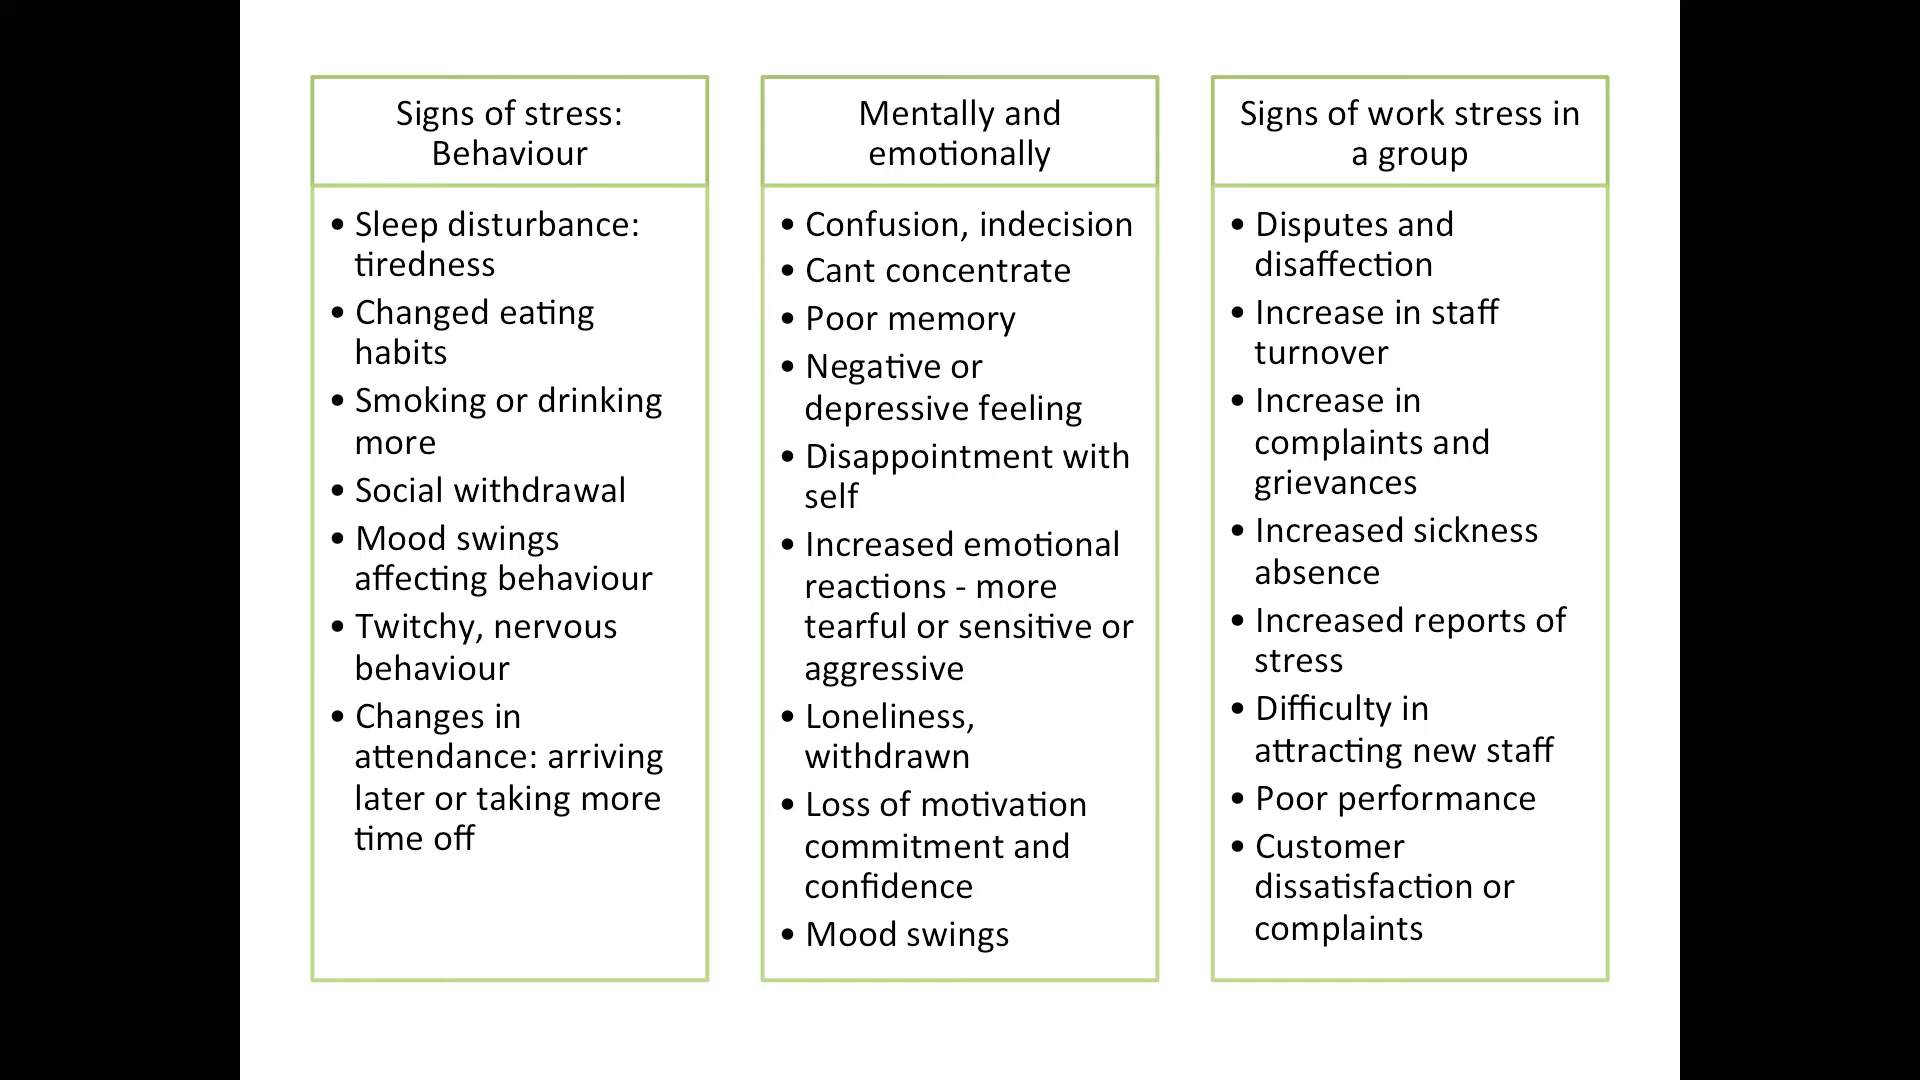 Signs of stress:
Behaviour
• Sleep disturbance:
tiredness
• Changed eating
habits
• Smoking or drinking
more
• Social withdrawal
• Mood swings
affecting behaviour
• Twitchy, nervous
behaviour
• Changes in
attendance: arriving
later or taking more
time off
Mentally and
emotionally
• Confusion, indecision
• Cant concentrate
• Poor memory
• Negative or
depressive feeling
• Disappointment with
self
• Increased emotional
reactions - more
tearful or sensitive or
aggressive
• Loneliness,
withdrawn
• Loss of motivation
commitment and
confidence
• Mood swings
Signs of work stress in
a group
• Disputes and
disaffection
• Increase in staff
turnover
• Increase in
complaints and
grievances
• Increased sickness
absence
• Increased reports of
stress
• Difficulty in
attracting new staff
• Poor performance
• Customer
dissatisfaction or
complaints